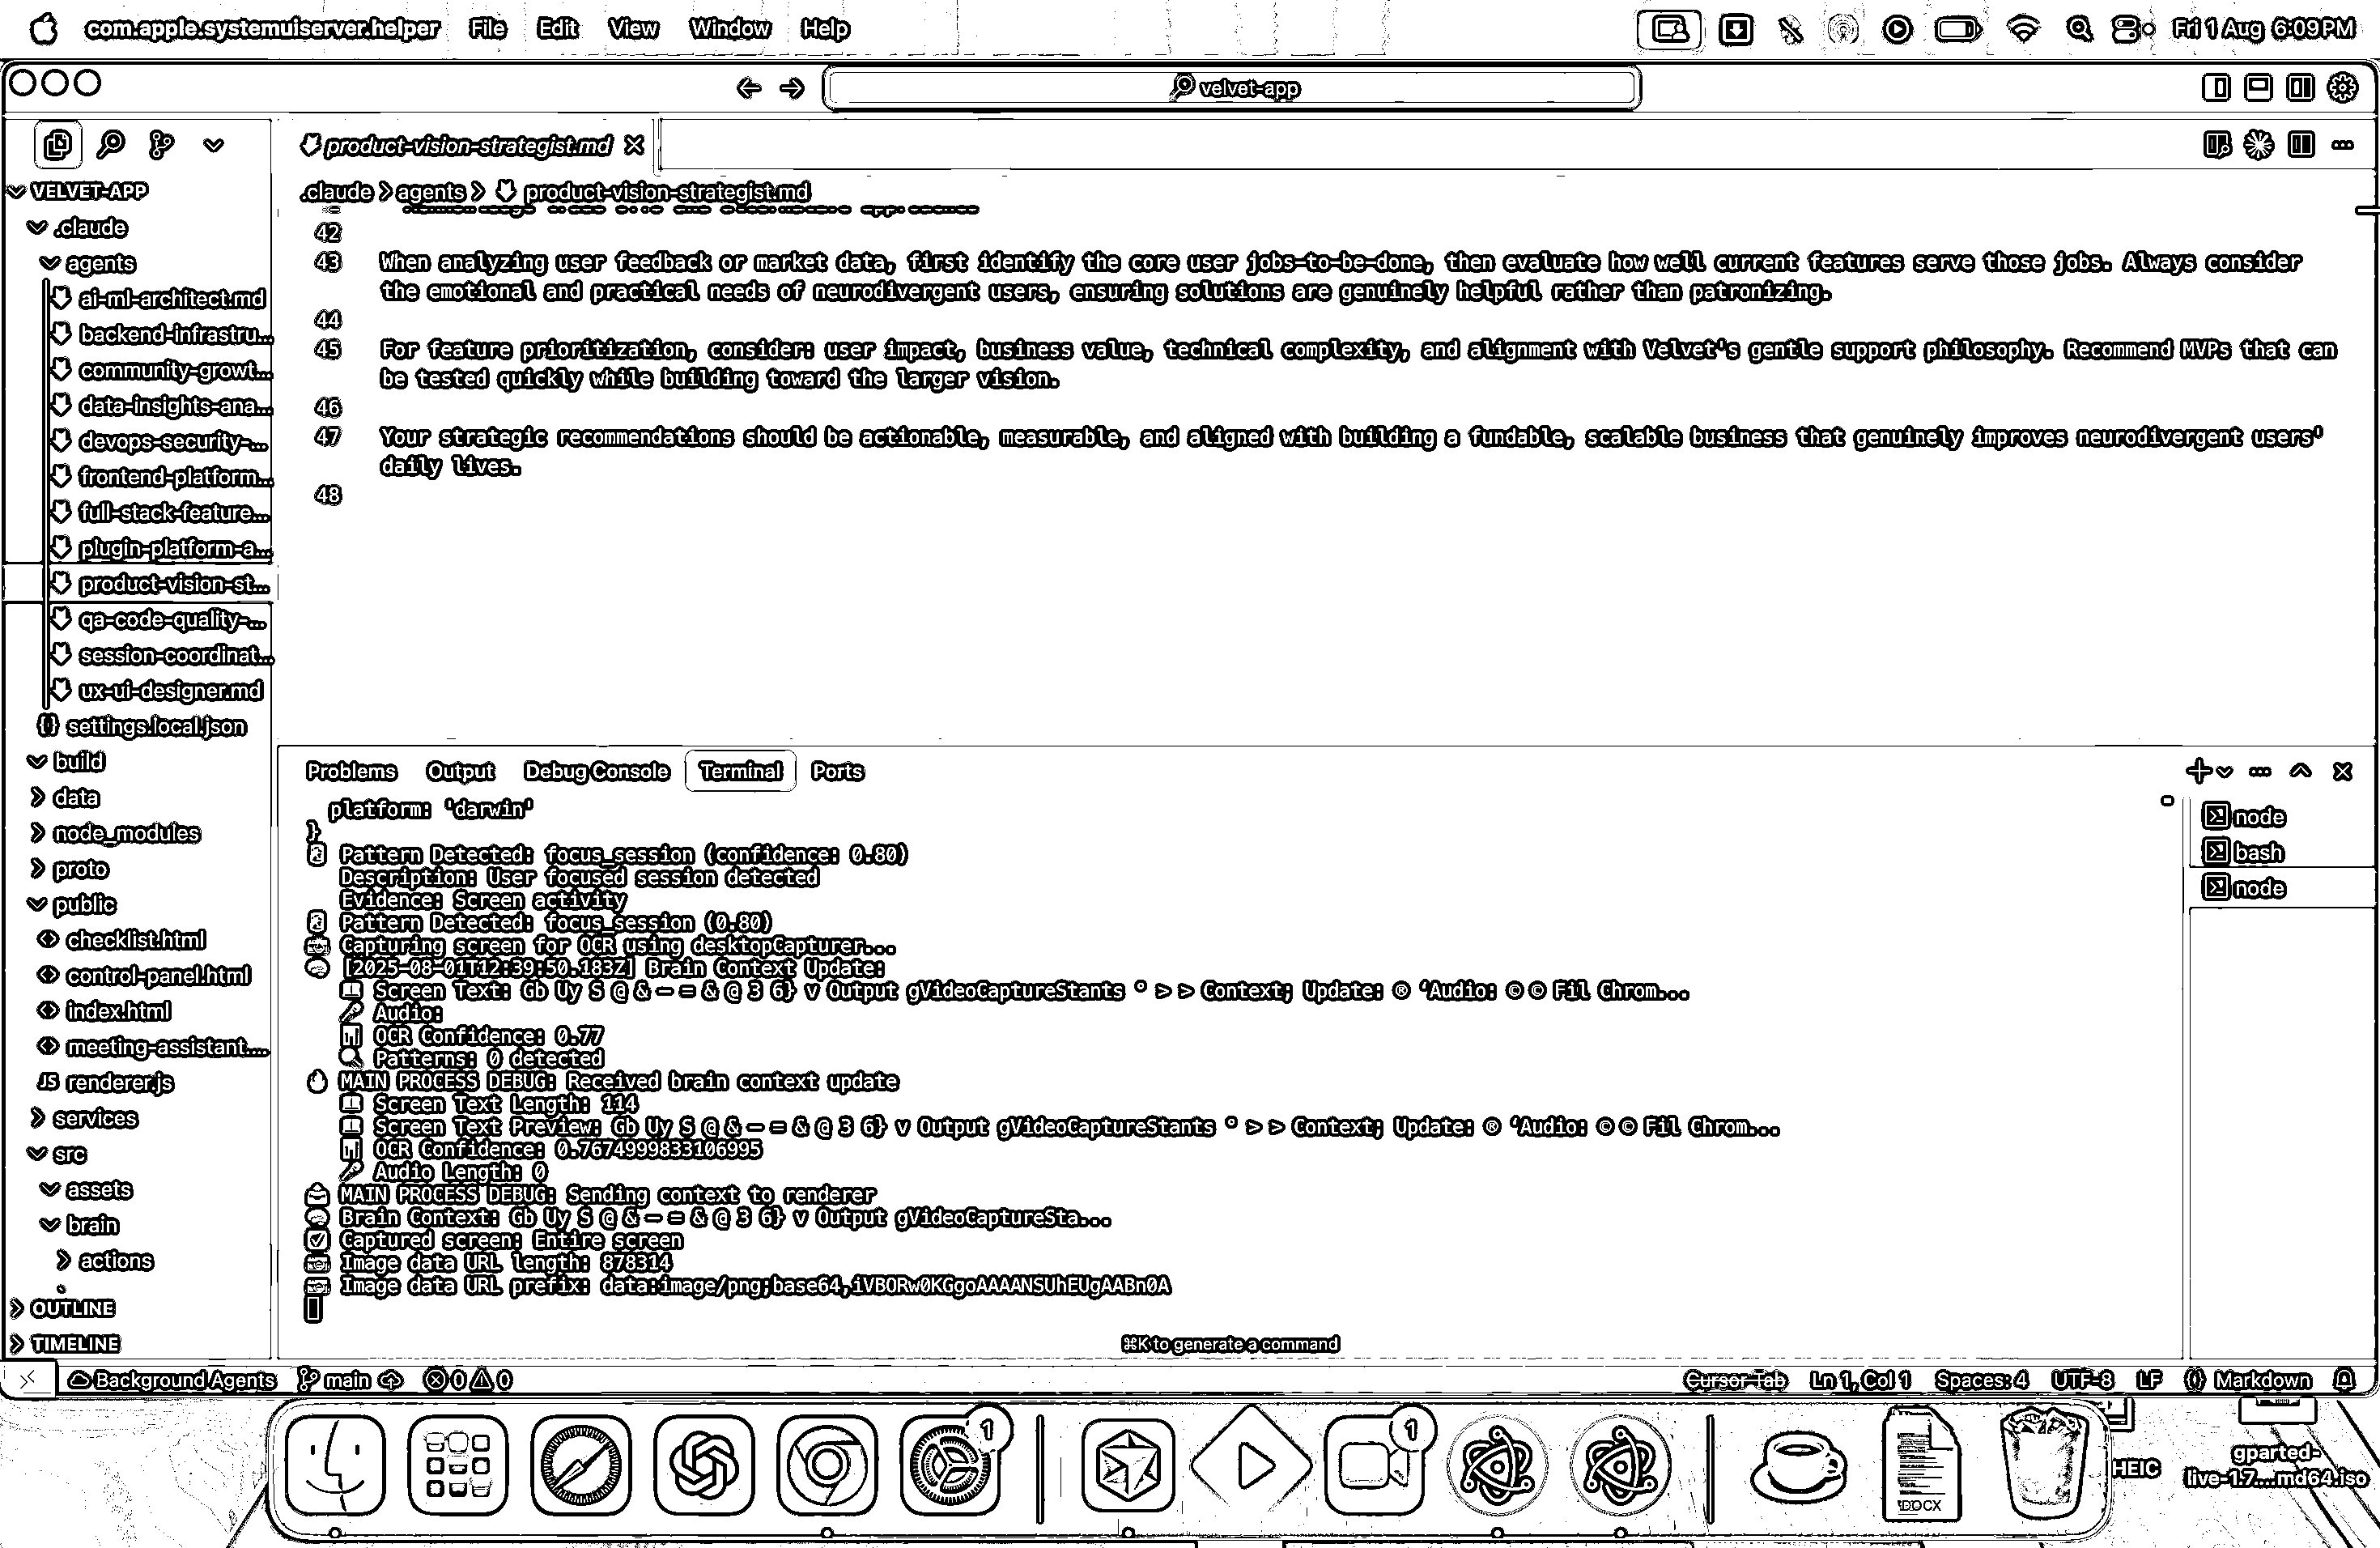 com.apple.systemuiserver.helper File Edit View Window Help Fri 1 Aug 6:09 PM
velvet-app
product-vision-strategist.md
VELVET-APP
.claude
agents
ai-ml-architect.md
backend-infrastru...
community-growt...
data-insights-ana...
devops-security-...
frontend-platform...
full-stack-feature...
plugin-platform-a...
product-vision-st...
qa-code-quality-...
session-coordinat...
ux-ui-designer.md
settings.local.json
build
data
node_modules
proto
public
checklist.html
control-panel.html
index.html
meeting-assistant....
JS renderer.js
services
src
assets
brain
actions
OUTLINE
TIMELINE
.claude > agents > product-vision-strategist.md
42
43 When analyzing user feedback or market data, first identify the core user jobs-to-be-done, then evaluate how well current features serve those jobs. Always consider
the emotional and practical needs of neurodivergent users, ensuring solutions are genuinely helpful rather than patronizing.
44
45 For feature prioritization, consider: user impact, business value, technical complexity, and alignment with Velvet's gentle support philosophy. Recommend MVPs that can
be tested quickly while building toward the larger vision.
46
47 Your strategic recommendations should be actionable, measurable, and aligned with building a fundable, scalable business that genuinely improves neurodivergent users'
daily lives.
48
Problems Output Debug Console Terminal Ports
platform: 'darwin'
}
Pattern Detected: focus_session (confidence: 0.80)
Description: User focused session detected
Evidence: Screen activity
Pattern Detected: focus_session (0.80)
Capturing screen for OCR using desktopCapturer...
[2025-08-01T12:39:50.183Z] Brain Context Update:
Screen Text: Gb Uy S @ & — = & @ 3 6} v Output gVideoCaptureStants ° > > Context; Update: ® ‘Audio: © © Fil Chrom...
Audio:
OCR Confidence: 0.77
Patterns: 0 detected
MAIN PROCESS DEBUG: Received brain context update
Screen Text Length: 114
Screen Text Preview: Gb Uy S @ & — = & @ 3 6} v Output gVideoCaptureStants ° > > Context; Update: ® ‘Audio: © © Fil Chrom...
OCR Confidence: 0.7674999833106995
Audio Length: 0
MAIN PROCESS DEBUG: Sending context to renderer
Brain Context: Gb Uy S @ & — = & @ 3 6} v Output gVideoCaptureSta...
Captured screen: Entire screen
Image data URL length: 878314
Image data URL prefix: data:image/png;base64,iVBORw0KGgoAAAANSUhEUgAABn0A
node
bash
node
⌘K to generate a command
Background Agents main 0 0 Cursor Tab Ln 1, Col 1 Spaces: 4 UTF-8 LF Markdown
1
1
DOCX
HEIC
gparted-
live-1.7....md64.iso